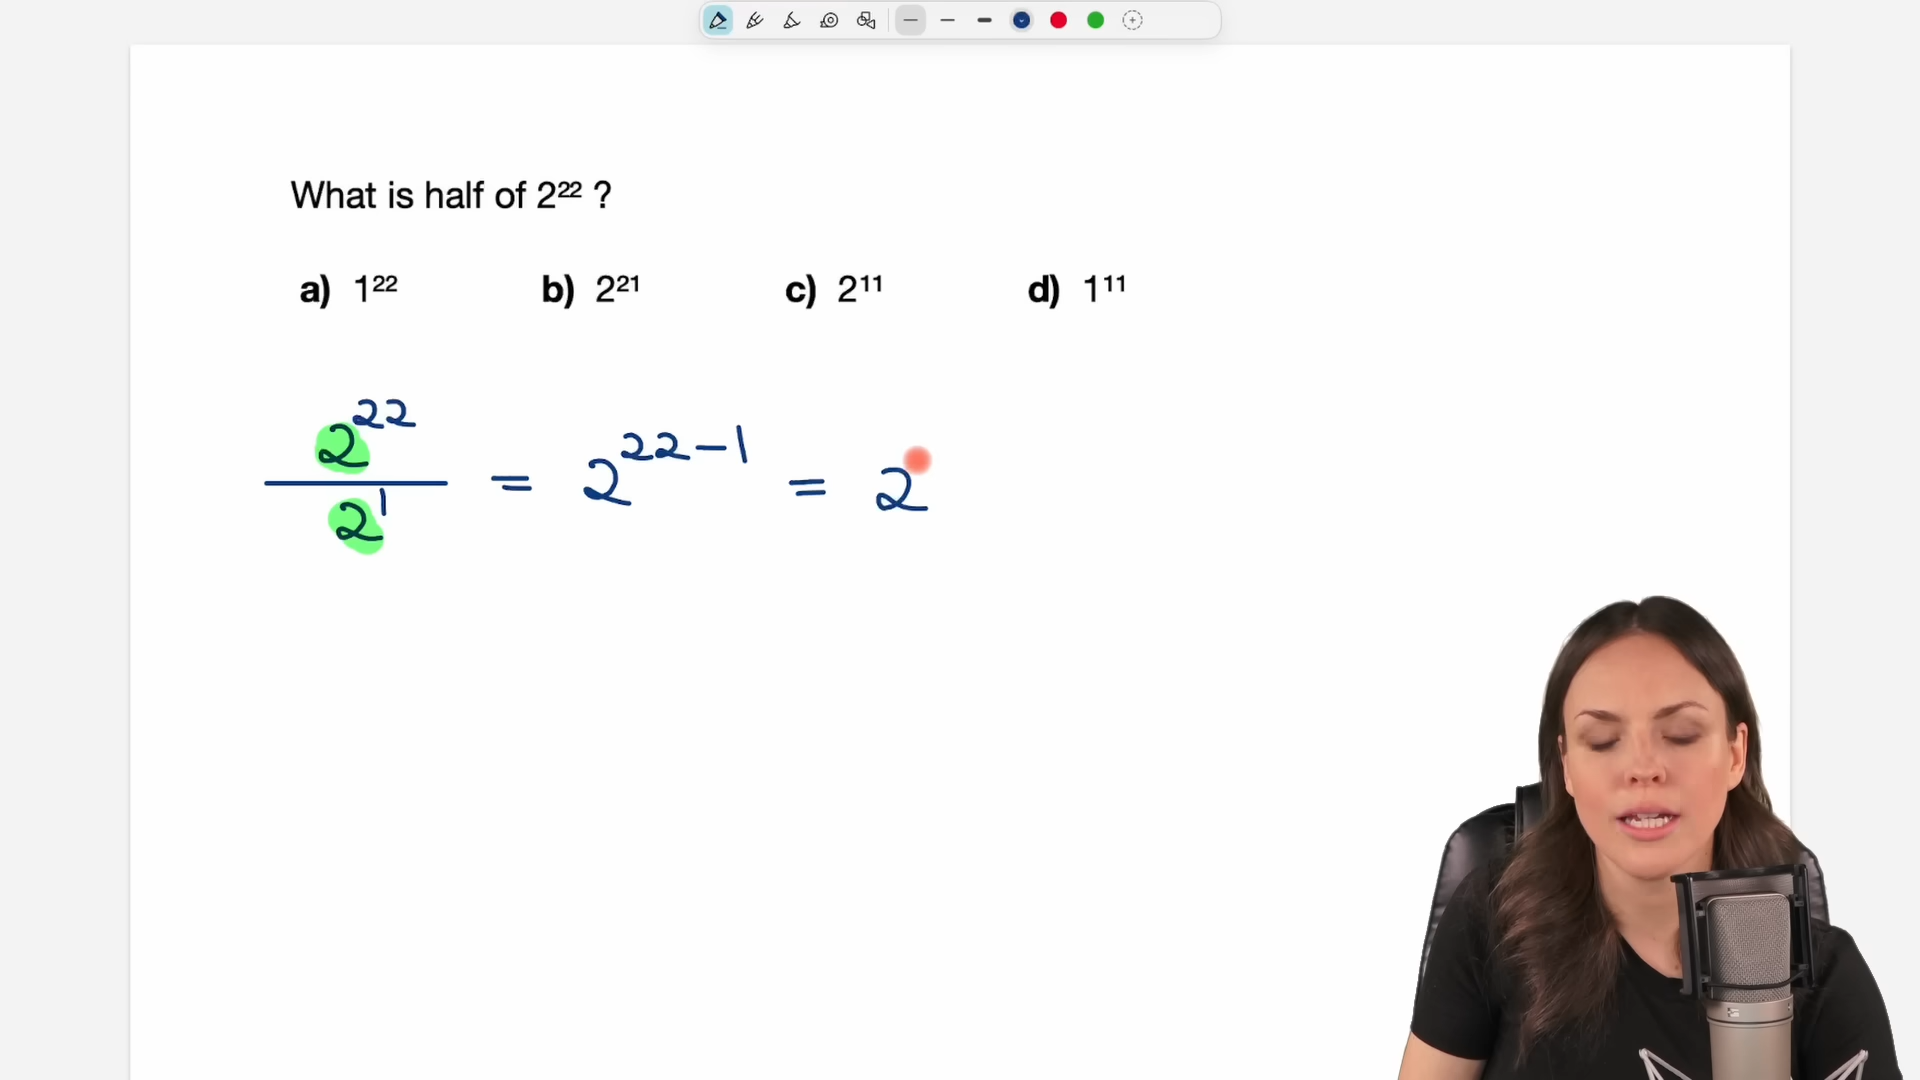 What is half of 2²² ?
a) 1²² b) 2²¹ c) 2¹¹ d) 1¹¹
2²²/2¹ = 2²²⁻¹ = 2